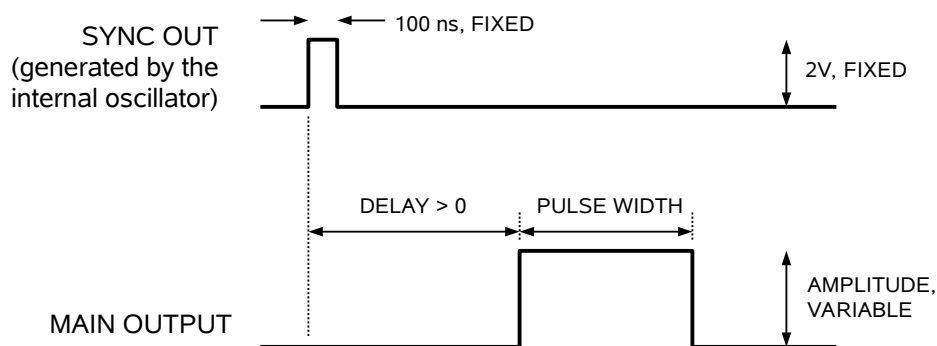 100 ns, FIXED
SYNC OUT
(generated by the
internal oscillator)
2V, FIXED
DELAY > 0
PULSE WIDTH
AMPLITUDE,
VARIABLE
MAIN OUTPUT